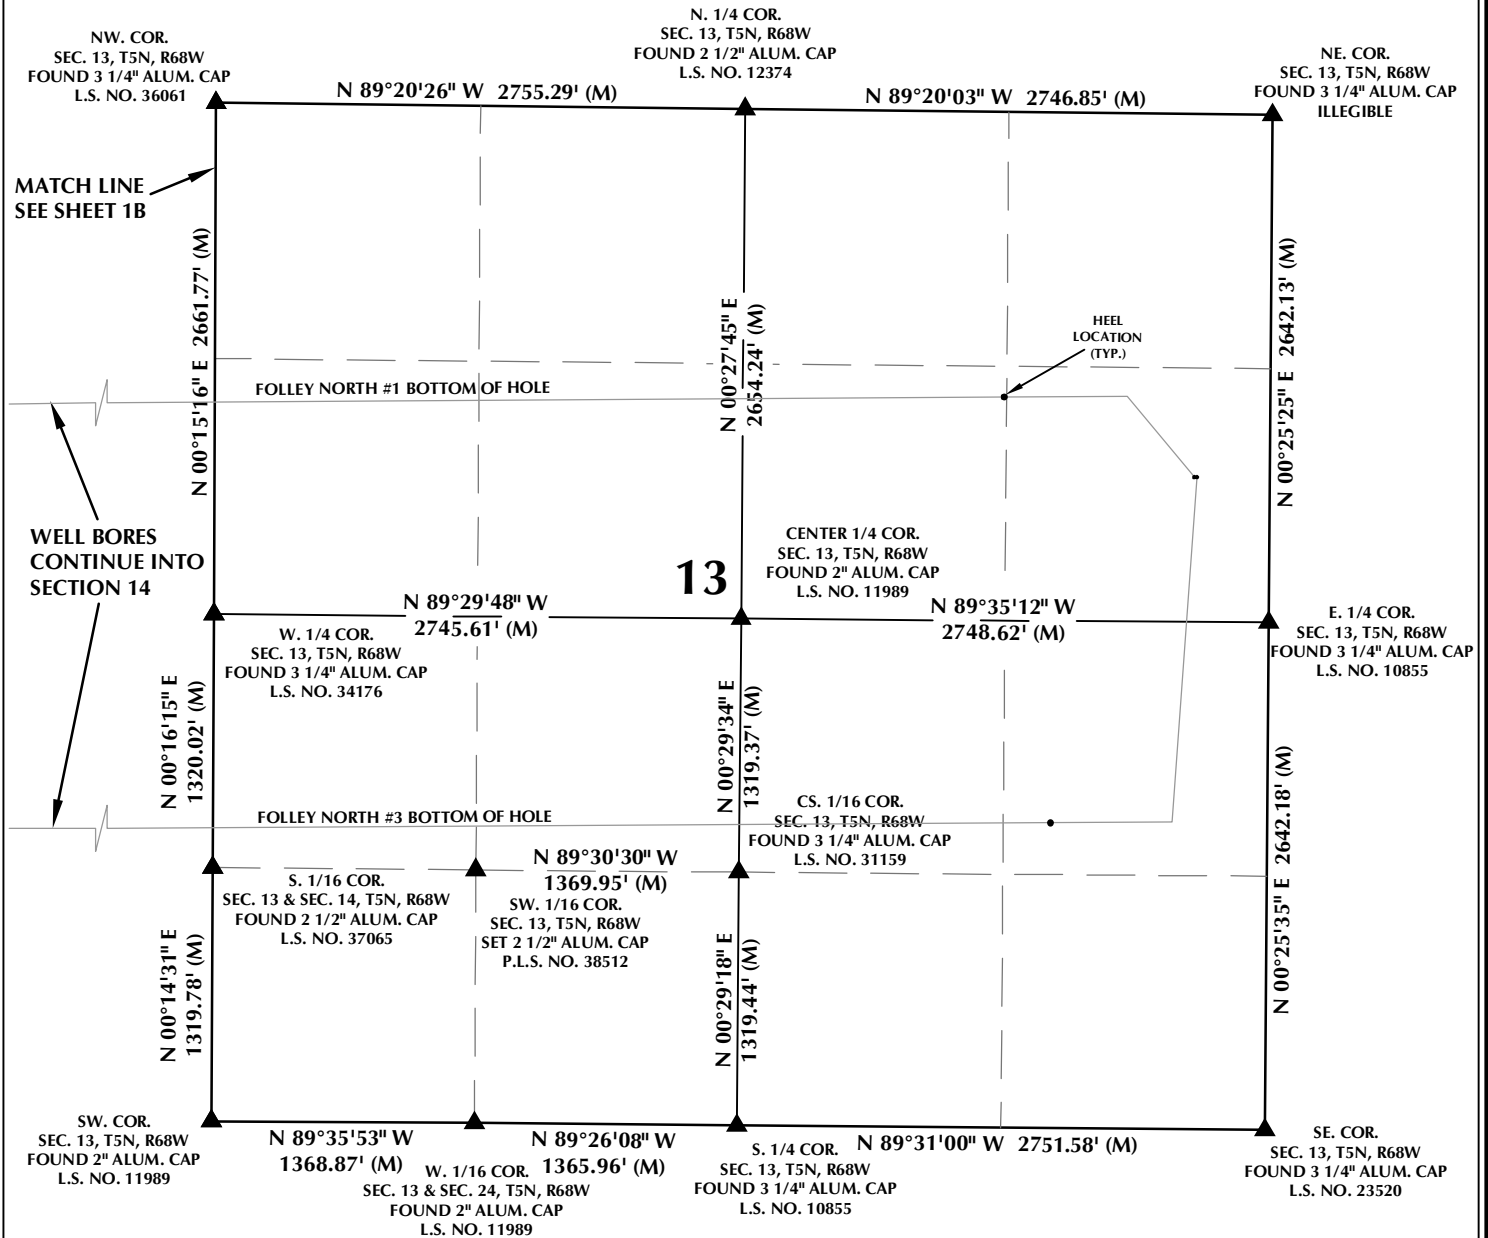 N. 1/4 COR.
SEC. 13, T5N, R68W
FOUND 2 1/2" ALUM. CAP
L.S. NO. 12374
NW. COR.
SEC. 13, T5N, R68W
FOUND 3 1/4" ALUM. CAP
L.S. NO. 36061
NE. COR.
SEC. 13, T5N, R68W
FOUND 3 1/4" ALUM. CAP
ILLEGIBLE
N 89°20'26" W 2755.29' (M)
N 89°20'03" W 2746.85' (M)
MATCH LINE
SEE SHEET 1B
N 00°15'16" E 2661.77' (M)
N 00°27'45" E
2654.24' (M)
HEEL
LOCATION
(TYP.)
N 00°25'25" E 2642.13' (M)
FOLLEY NORTH #1 BOTTOM OF HOLE
WELL BORES
CONTINUE INTO
SECTION 14
13
CENTER 1/4 COR.
SEC. 13, T5N, R68W
FOUND 2" ALUM. CAP
L.S. NO. 11989
N 89°29'48" W
2745.61' (M)
N 89°35'12" W
2748.62' (M)
W. 1/4 COR.
SEC. 13, T5N, R68W
FOUND 3 1/4" ALUM. CAP
L.S. NO. 34176
E. 1/4 COR.
SEC. 13, T5N, R68W
FOUND 3 1/4" ALUM. CAP
L.S. NO. 10855
N 00°16'15" E
1320.02' (M)
N 00°29'34" E
1319.37' (M)
N 00°25'35" E 2642.18' (M)
FOLLEY NORTH #3 BOTTOM OF HOLE
CS. 1/16 COR.
SEC. 13, T5N, R68W
FOUND 3 1/4" ALUM. CAP
L.S. NO. 31159
N 89°30'30" W
1369.95' (M)
S. 1/16 COR.
SEC. 13 & SEC. 14, T5N, R68W
FOUND 2 1/2" ALUM. CAP
L.S. NO. 37065
SW. 1/16 COR.
SEC. 13, T5N, R68W
SET 2 1/2" ALUM. CAP
P.L.S. NO. 38512
N 00°14'31" E
1319.78' (M)
N 00°29'18" E
1319.44' (M)
SW. COR.
SEC. 13, T5N, R68W
FOUND 2" ALUM. CAP
L.S. NO. 11989
N 89°35'53" W
1368.87' (M)
N 89°26'08" W
1365.96' (M)
N 89°31'00" W 2751.58' (M)
W. 1/16 COR.
SEC. 13 & SEC. 24, T5N, R68W
FOUND 2" ALUM. CAP
L.S. NO. 11989
S. 1/4 COR.
SEC. 13, T5N, R68W
FOUND 3 1/4" ALUM. CAP
L.S. NO. 10855
SE. COR.
SEC. 13, T5N, R68W
FOUND 3 1/4" ALUM. CAP
L.S. NO. 23520